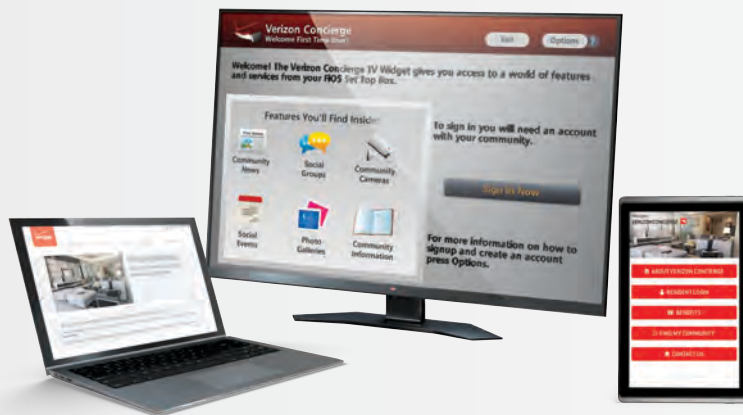 Verizon Concierge
Welcome First Time User!
Exit
Options
?
Welcome! The Verizon Concierge TV Widget gives you access to a world of features
and services from your FiOS Set Top Box.
Features You'll Find Inside:
Community
News
Social
Groups
Community
Cameras
Social
Events
Photo
Galleries
Community
Information
To sign in you will need an account
with your community.
Sign In Now
For more information on how to
signup and create an account
press Options.
VERIZON CONCIERGE
ABOUT VERIZON CONCIERGE
RESIDENT LOGIN
BENEFITS
FIND MY COMMUNITY
CONTACT US